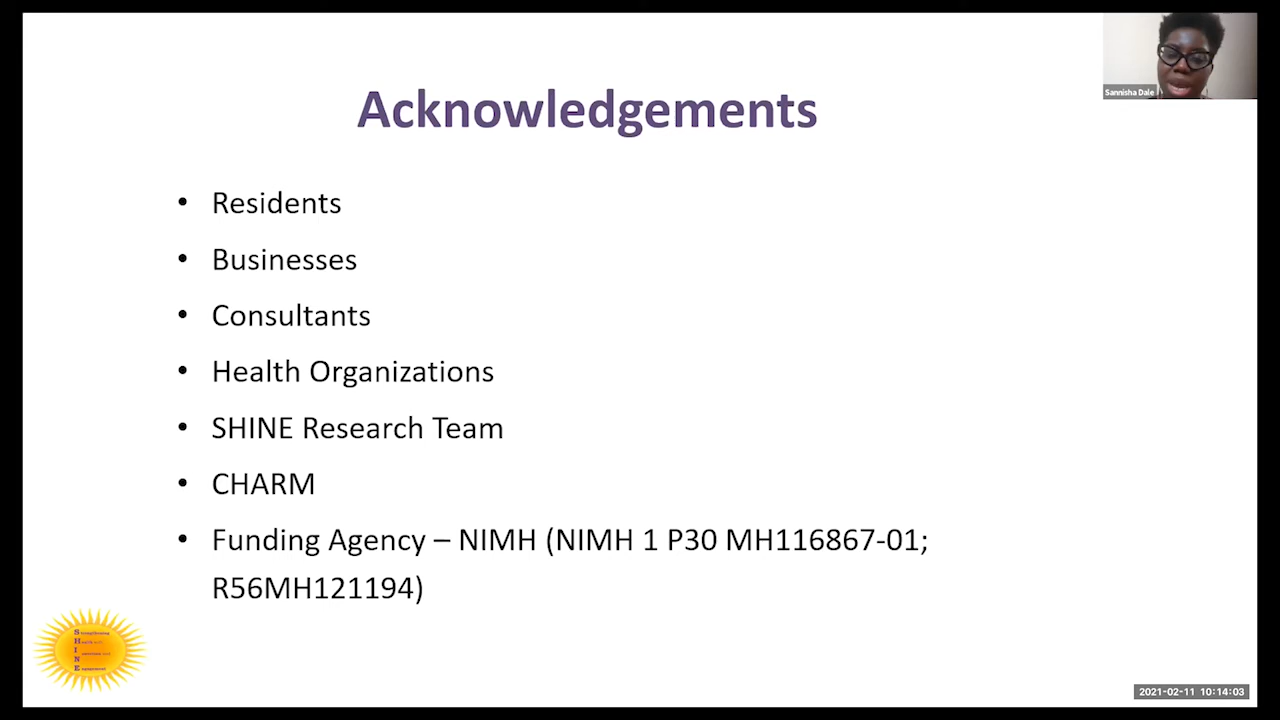 Acknowledgements
Sannisha Dale
• Residents
• Businesses
• Consultants
• Health Organizations
• SHINE Research Team
• CHARM
• Funding Agency – NIMH (NIMH 1 P30 MH116867-01;
R56MH121194)
S
H
I
N
E
2021-02-11 10:14:03